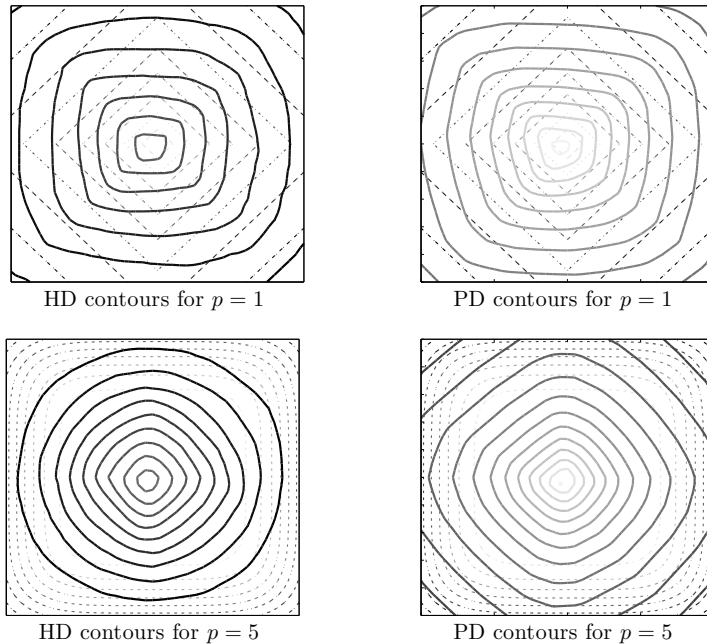 HD contours for p = 1
PD contours for p = 1
HD contours for p = 5
PD contours for p = 5